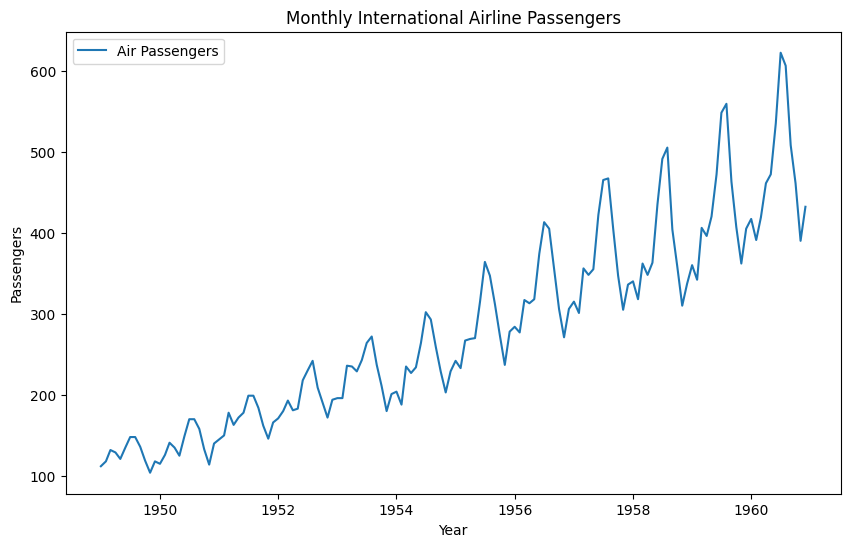 Monthly International Airline Passengers
Air Passengers
600
500
400
300
200
100
Passengers
1950 1952 1954 1956 1958 1960
Year